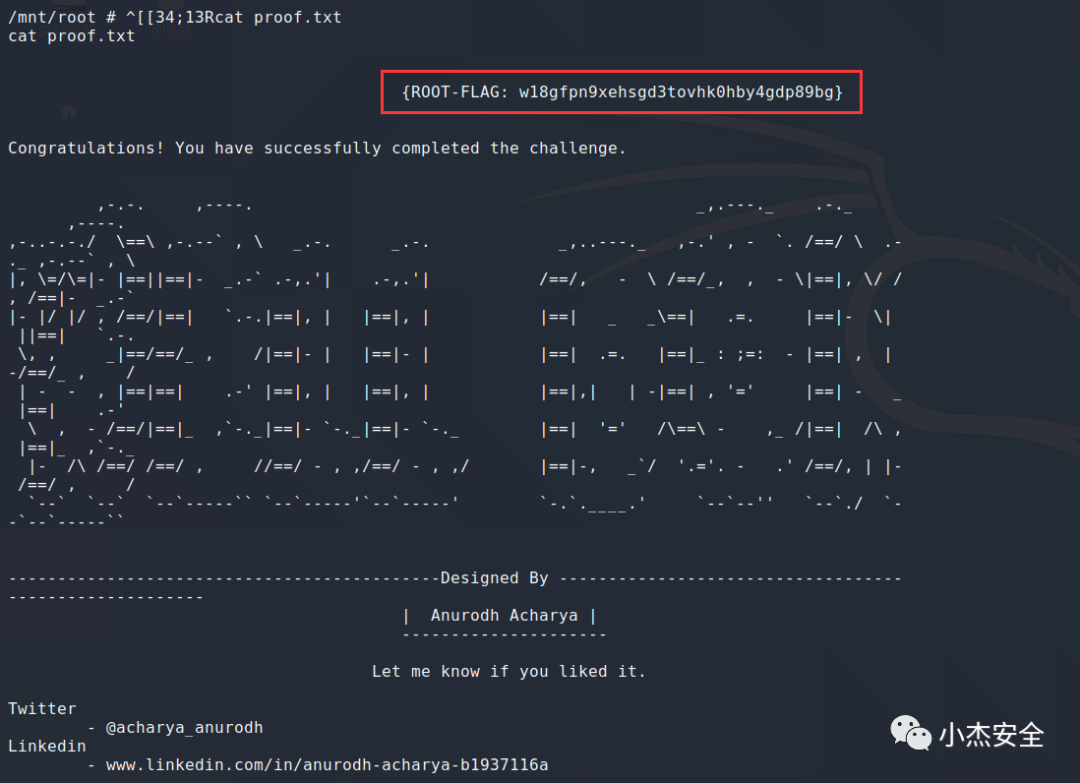 /mnt/root # ^[[34;13Rcat proof.txt
cat proof.txt
{ROOT-FLAG: w18gfpn9xehsgd3tovhk0hby4gdp89bg}
Congratulations! You have successfully completed the challenge.
-------------------------------------------Designed By -----------------------------------
--------------------
| Anurodh Acharya |
---------------------
Let me know if you liked it.
Twitter
- @acharya_anurodh
Linkedin
- www.linkedin.com/in/anurodh-acharya-b1937116a
小杰安全